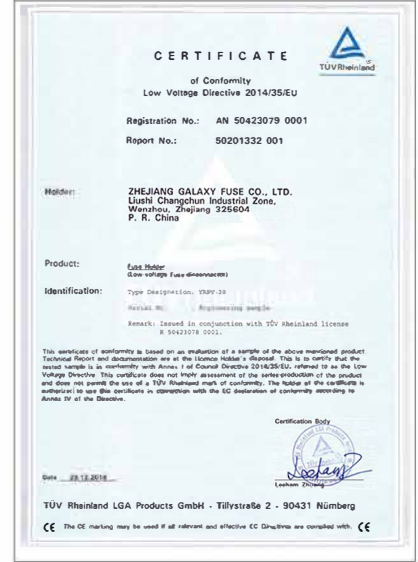 CERTIFICATE
TÜVRheinland
of Conformity
Low Voltage Directive 2014/35/EU
Registration No.: AN 50423079 0001
Report No.: 50201332 001
Holder: ZHEJIANG GALAXY FUSE CO., LTD.
Liushi Changchun Industrial Zone,
Wenzhou, Zhejiang 325604
P. R. China
Product: Fuse Holder
(Low-voltage Fuse disconnector)
Identification: Type Designation.
Serial No. Engineering sample
Remark: Issued in conjunction with TÜV Rheinland license
R 50423078 0001.
This certificate of conformity is based on an evaluation of a sample of the above mentioned product.
Technical Report and documentation are at the Licence Holder's disposal. This is to certify that the
tested sample is in conformity with Annex I of Council Directive 2014/35/EU, referred to as the Low
Voltage Directive. This certificate does not imply assessment of the series-production of the product
and does not permit the use of a TÜV Rheinland mark of conformity. The holder of the certificate is
authorized to use this certificate in connection with the EC declaration of conformity according to
Annex IV of the Directive.
Certification Body
Date 28.12.2018
Leeham Zhuang
TÜV Rheinland LGA Products GmbH - Tillystraße 2 - 90431 Nürnberg
CE The CE marking may be used if all relevant and effective EC Directives are complied with. CE